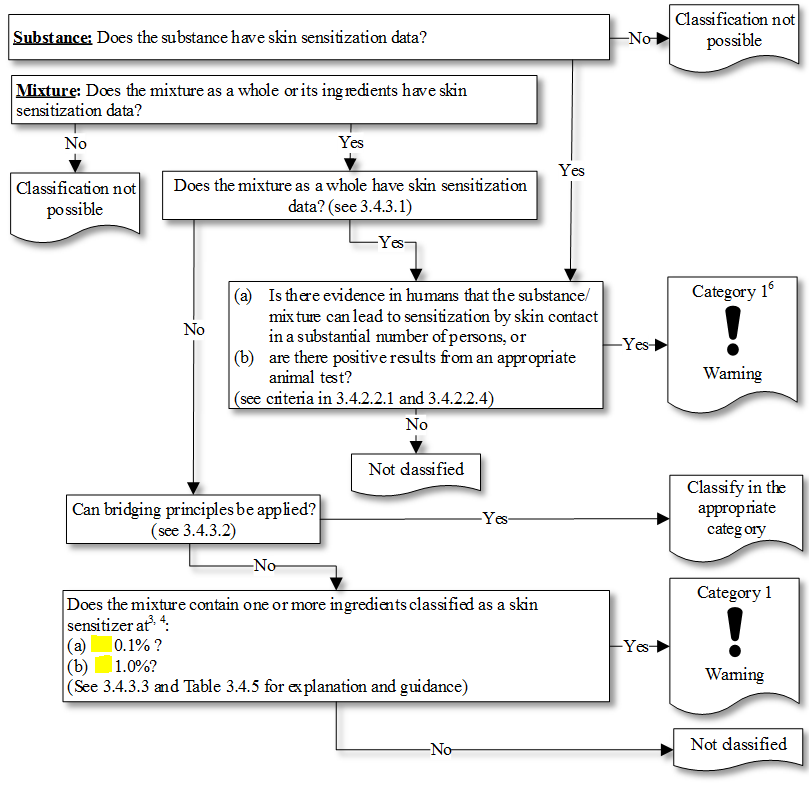 Substance: Does the substance have skin sensitization data?
No
Classification not
possible
Mixture: Does the mixture as a whole or its ingredients have skin
sensitization data?
No
Yes
Yes
Classification not
possible
Does the mixture as a whole have skin sensitization
data? (see 3.4.3.1)
Yes
No
(a) Is there evidence in humans that the substance/
mixture can lead to sensitization by skin contact
in a substantial number of persons, or
(b) are there positive results from an appropriate
animal test?
(see criteria in 3.4.2.2.1 and 3.4.2.2.4)
Yes
Category 1⁶
!
Warning
No
Not classified
Can bridging principles be applied?
(see 3.4.3.2)
Yes
Classify in the
appropriate
category
No
Does the mixture contain one or more ingredients classified as a skin
sensitizer at³, ⁴:
(a) 0.1% ?
(b) 1.0%?
(See 3.4.3.3 and Table 3.4.5 for explanation and guidance)
Yes
Category 1
!
Warning
No
Not classified